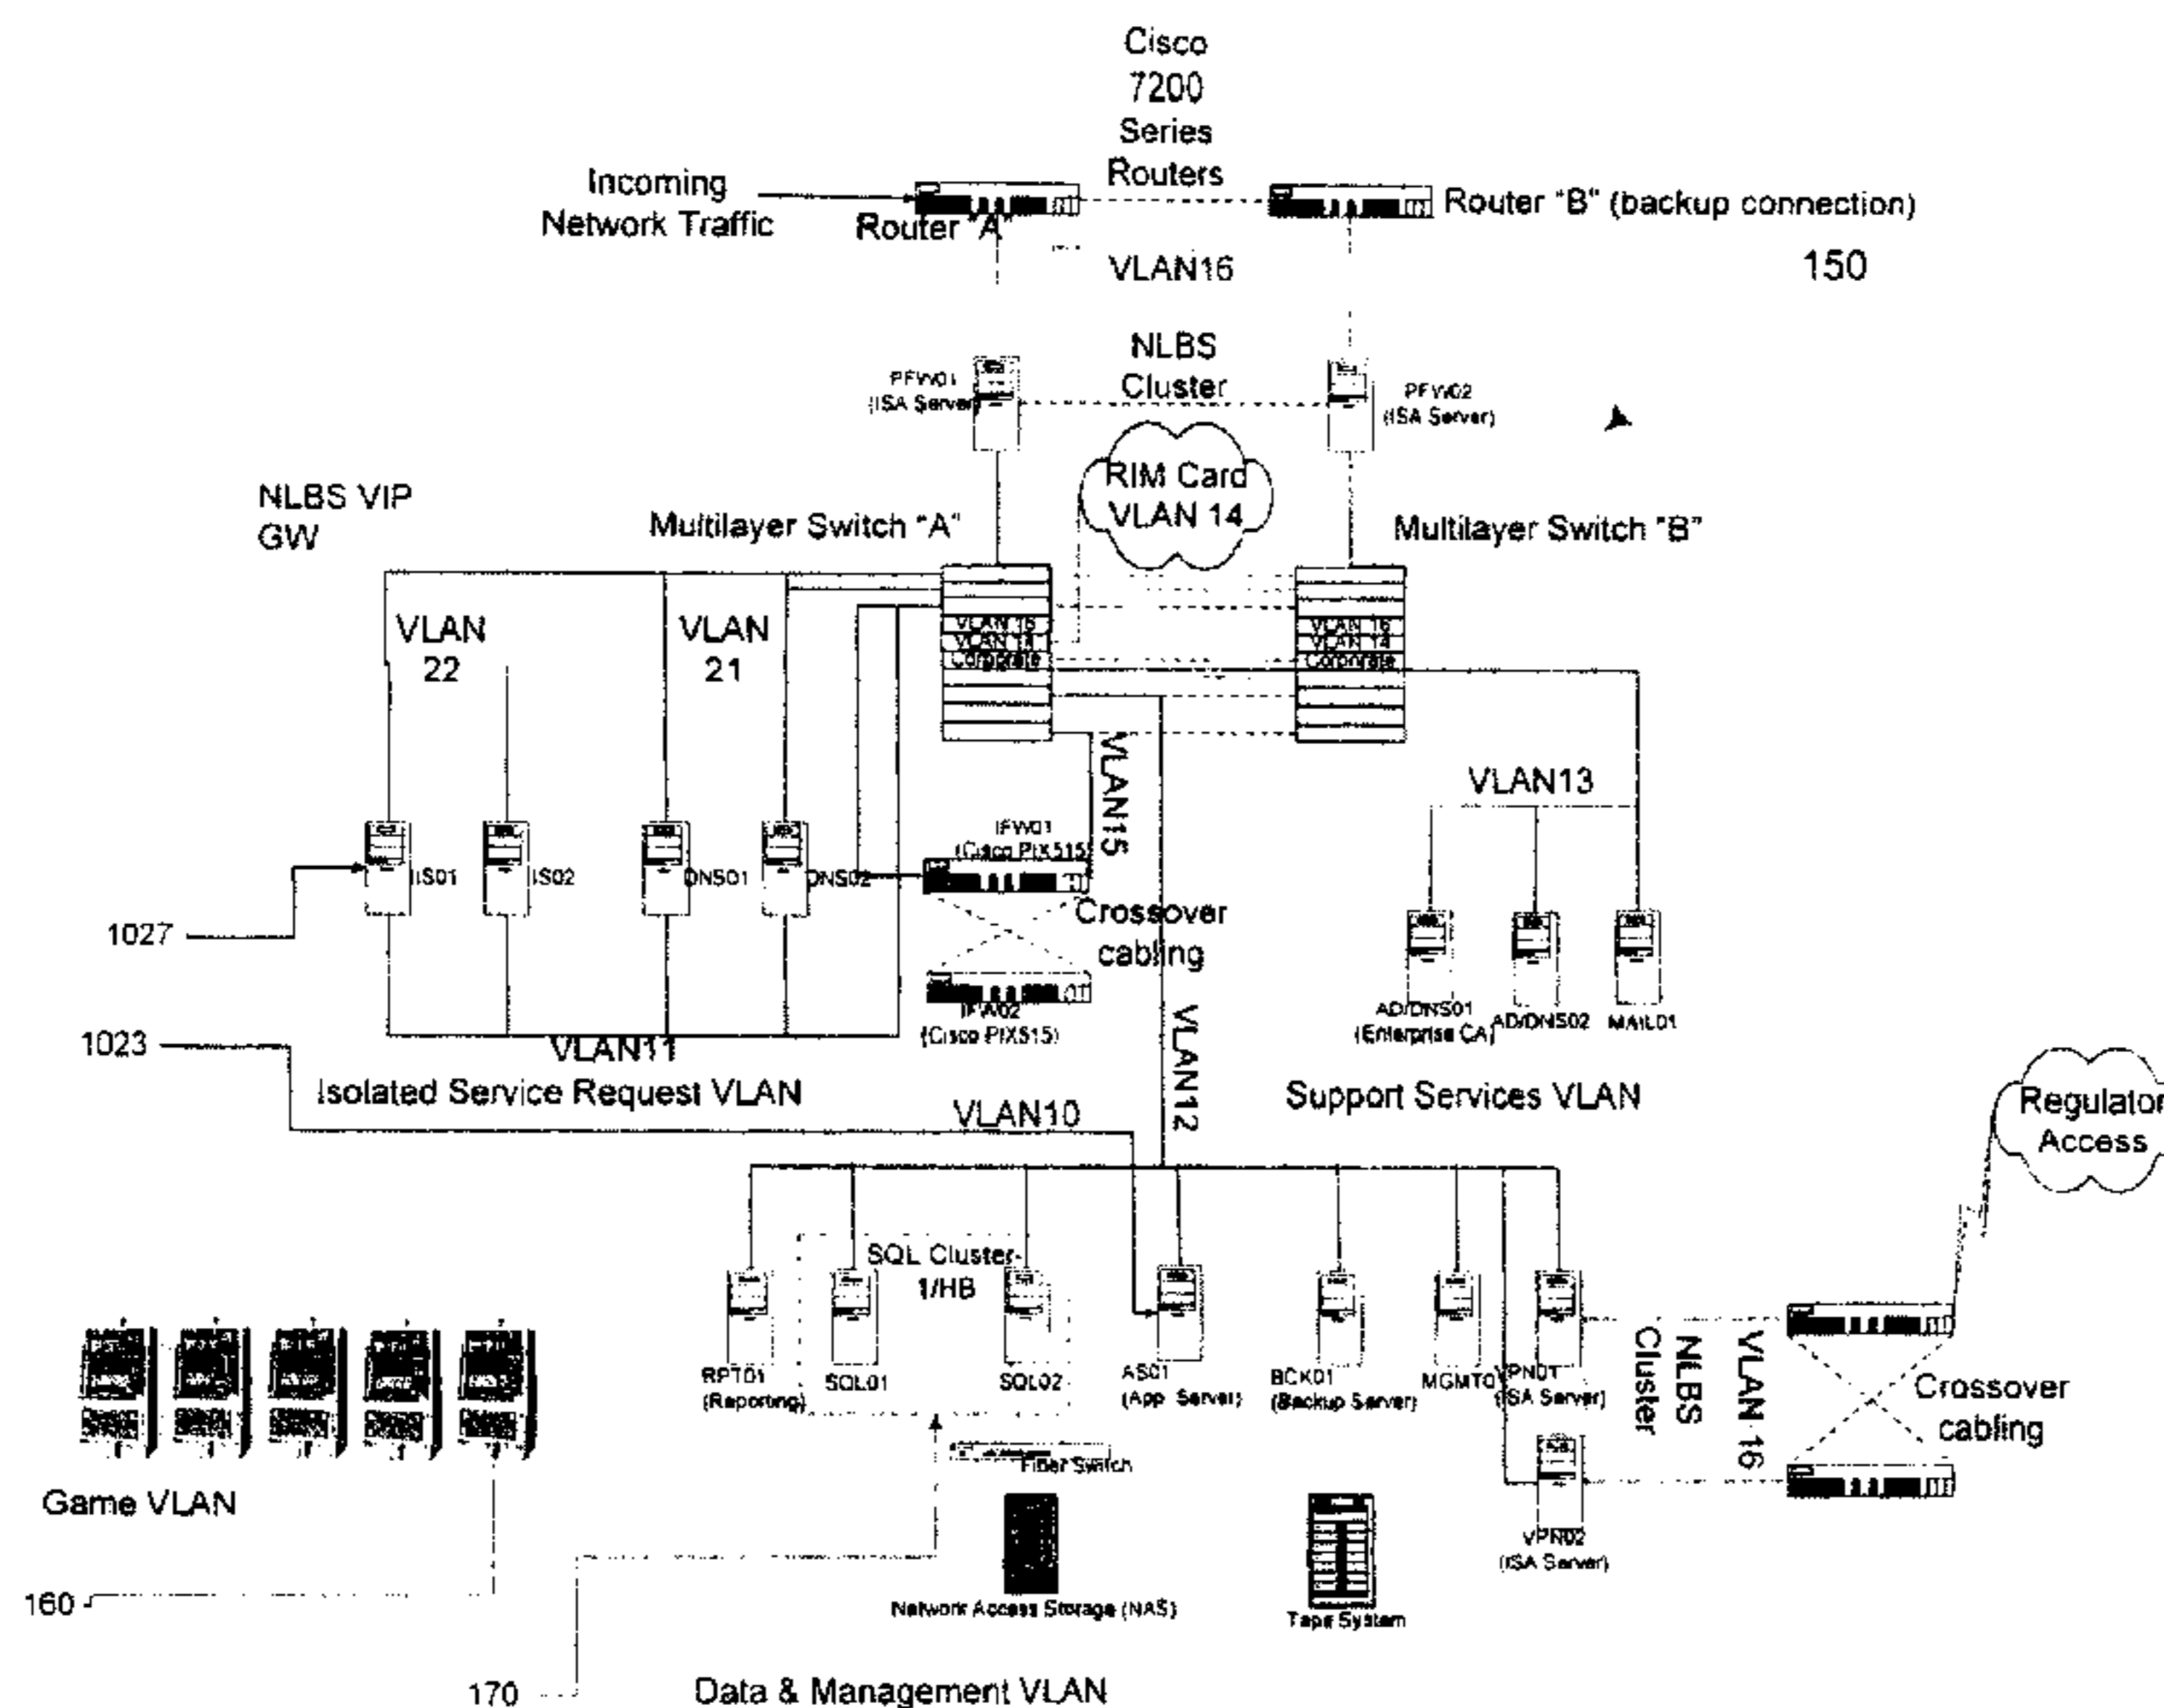 Cisco
7200
Series
Routers
Incoming
Network Traffic
Router "A"
Router "B" (backup connection)
150
VLAN16
NLBS
Cluster
PFW01
(ISA Server)
PFW02
(ISA Server)
RIM Card
VLAN 14
NLBS VIP
GW
Multilayer Switch "A"
Multilayer Switch "B"
VLAN
22
VLAN
21
VLAN 16
VLAN 14
Corporate
VLAN 16
VLAN 14
Corporate
VLAN15
VLAN13
IFW01
(Cisco PIX515)
IIS01
IIS02
DNS01
DNS02
1027
Crossover
cabling
IFW02
(Cisco PIX515)
AD/DNS01
(Enterprise CA)
AD/DNS02
MAIL01
1023
VLAN11
Isolated Service Request VLAN
VLAN12
Support Services VLAN
VLAN10
Regulator
Access
SQL Cluster-
1/HB
RPT01
(Reporting)
SQL01
SQL02
AS01
(App Server)
BCK01
(Backup Server)
MGMT01
VPN01
(ISA Server)
NLBS
Cluster
VLAN 16
Crossover
cabling
Fiber Switch
Game VLAN
VPN02
(ISA Server)
160
Network Access Storage (NAS)
Tape System
170
Data & Management VLAN